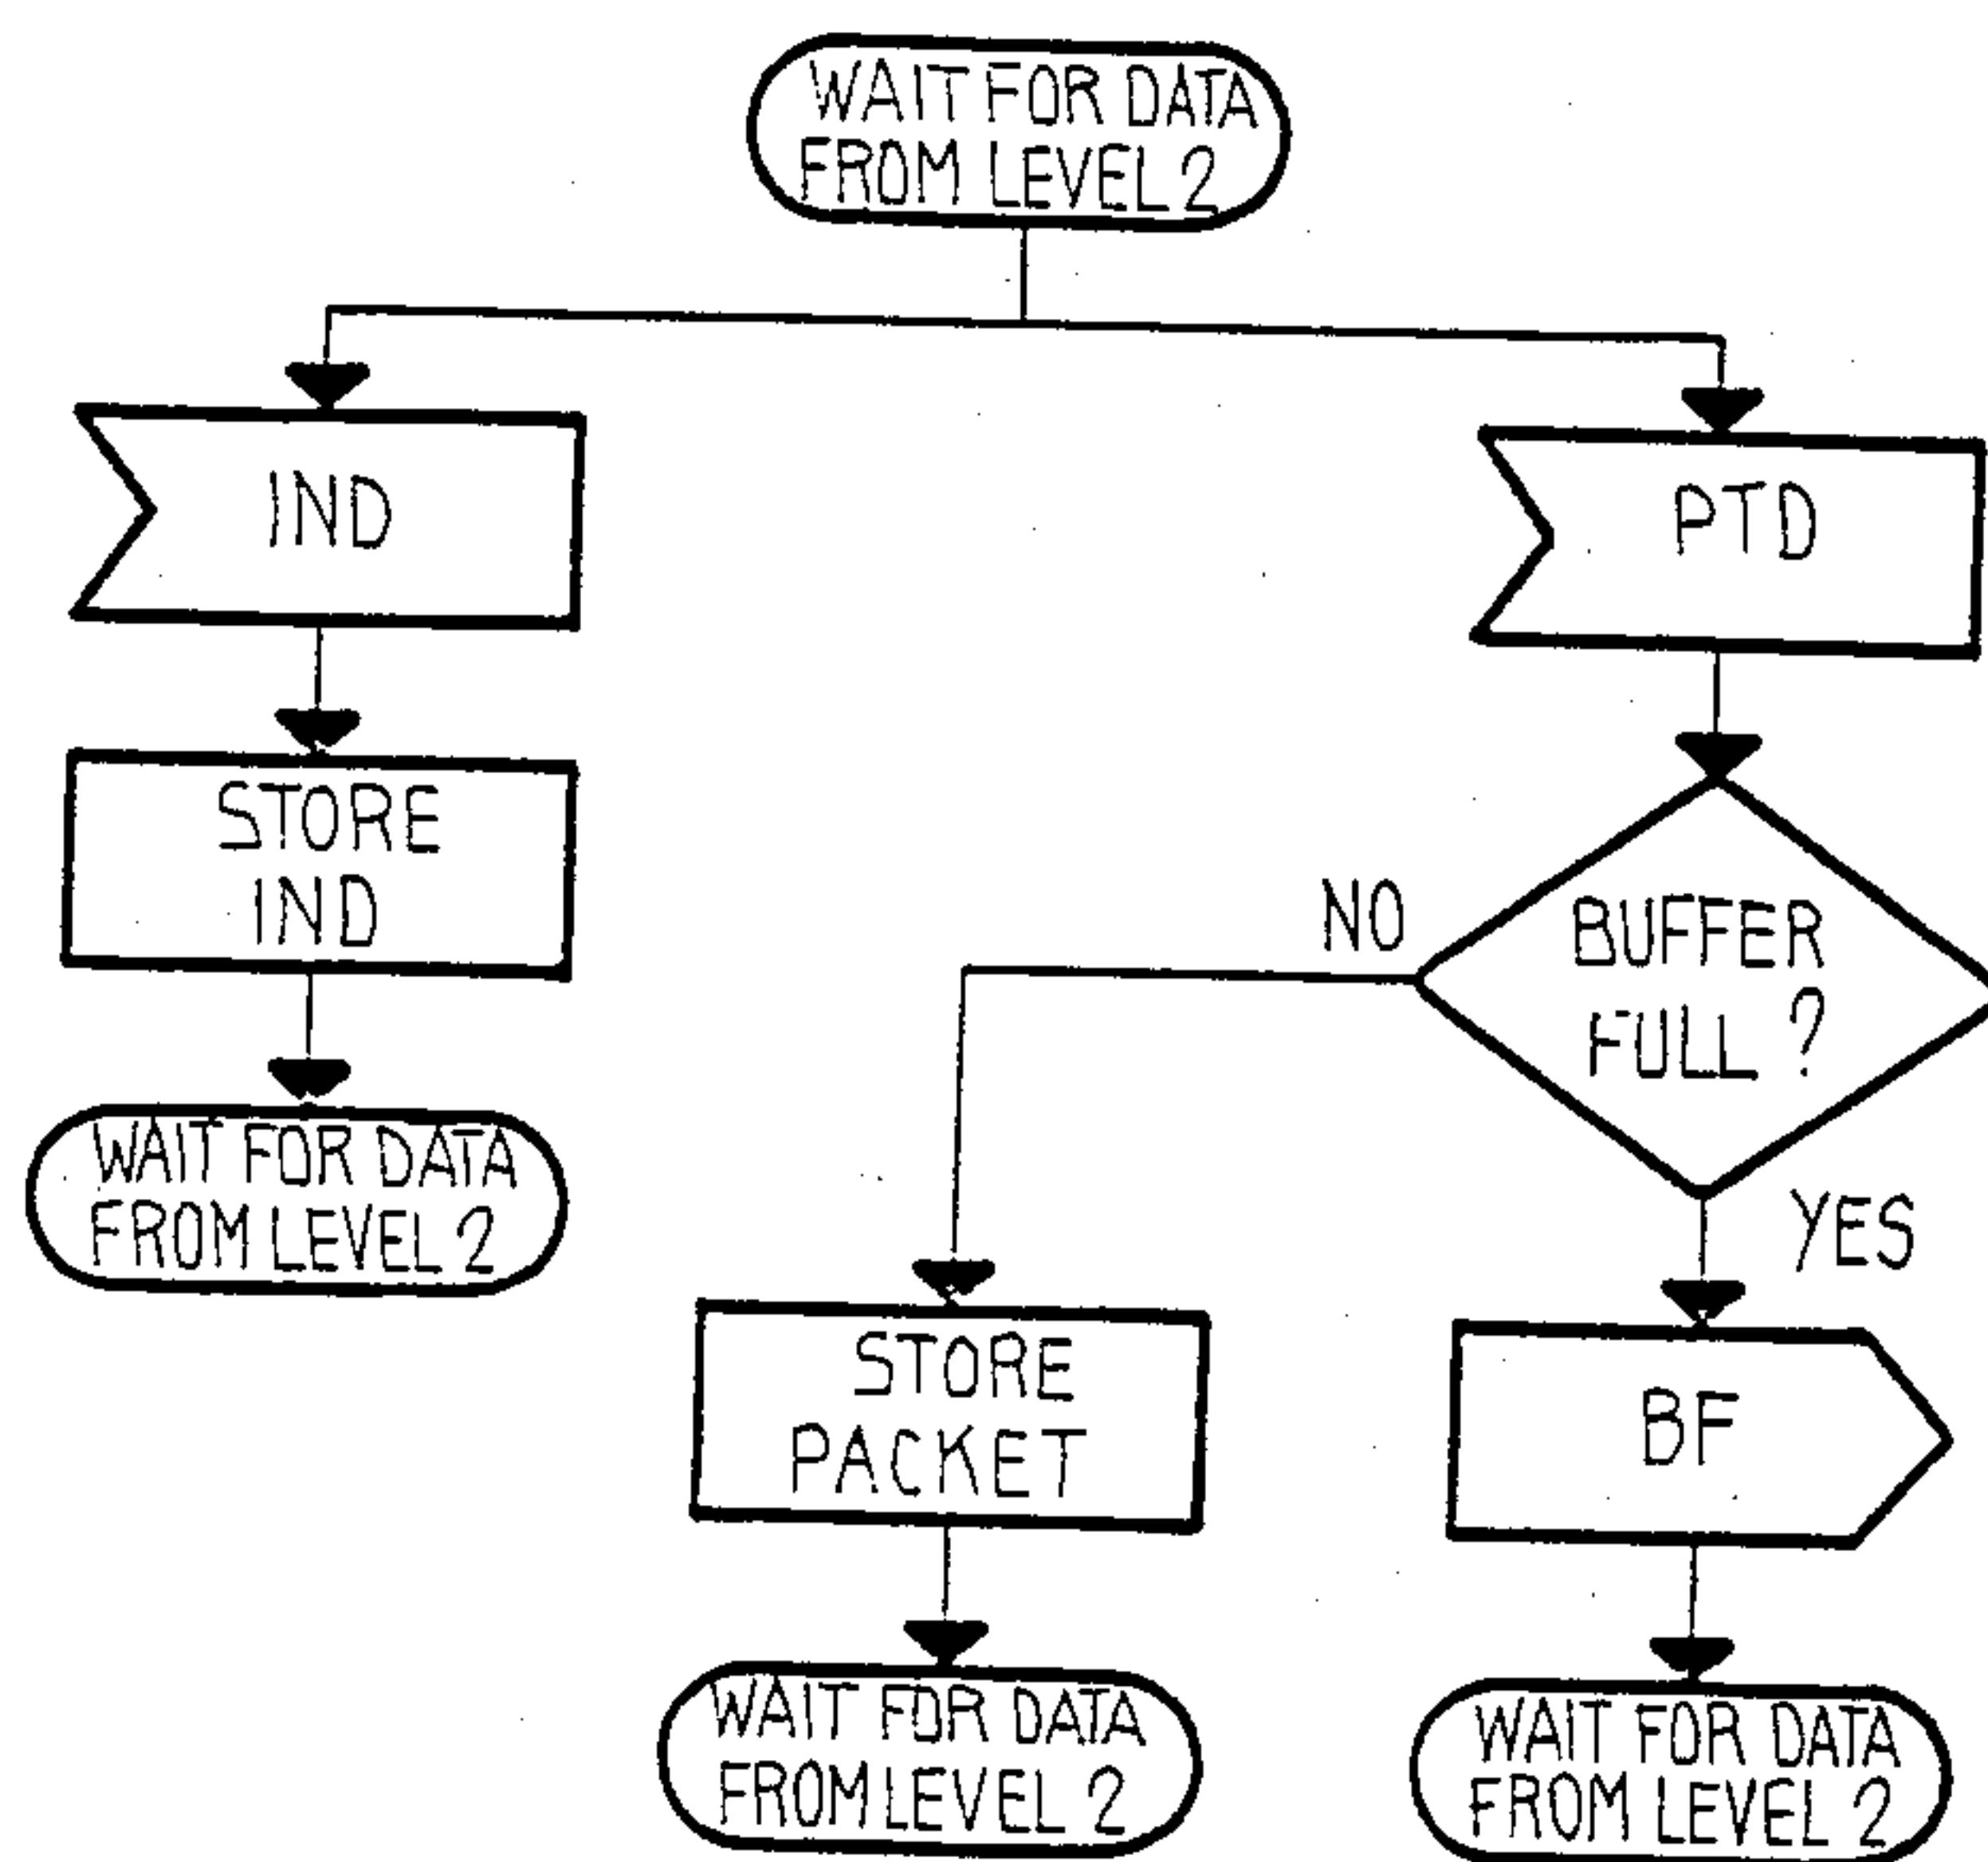 WAIT FOR DATA
FROM LEVEL 2
IND
PTD
STORE
IND
BUFFER
FULL ?
NO
YES
WAIT FOR DATA
FROM LEVEL 2
STORE
PACKET
BF
WAIT FOR DATA
FROM LEVEL 2
WAIT FOR DATA
FROM LEVEL 2